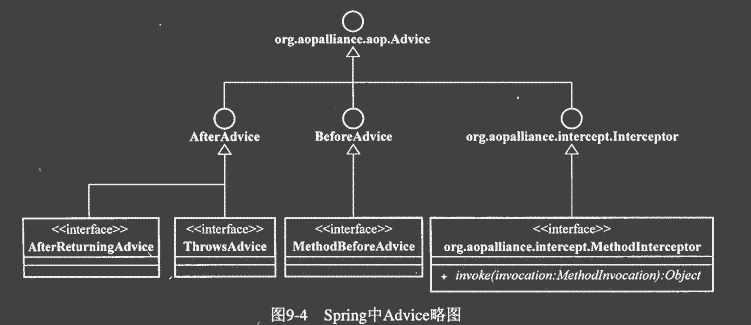 org.aopalliance.aop.Advice
AfterAdvice
BeforeAdvice
org.aopalliance.intercept.Interceptor
<<interface>>
AfterReturningAdvice
<<interface>>
ThrowsAdvice
<<interface>>
MethodBeforeAdvice
<<interface>>
org.aopalliance.intercept.MethodInterceptor
+ invoke(invocation:MethodInvocation):Object
图9-4 Spring中Advice略图